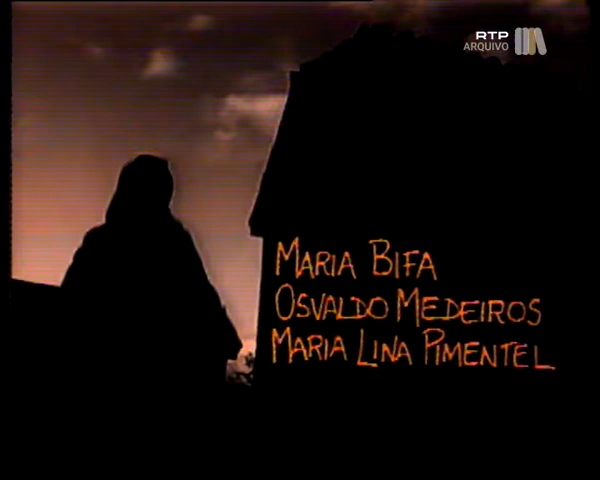 RTP
ARQUIVO
MARIA BIFA
OSVALDO MEDEIROS
MARIA LINA PIMENTEL